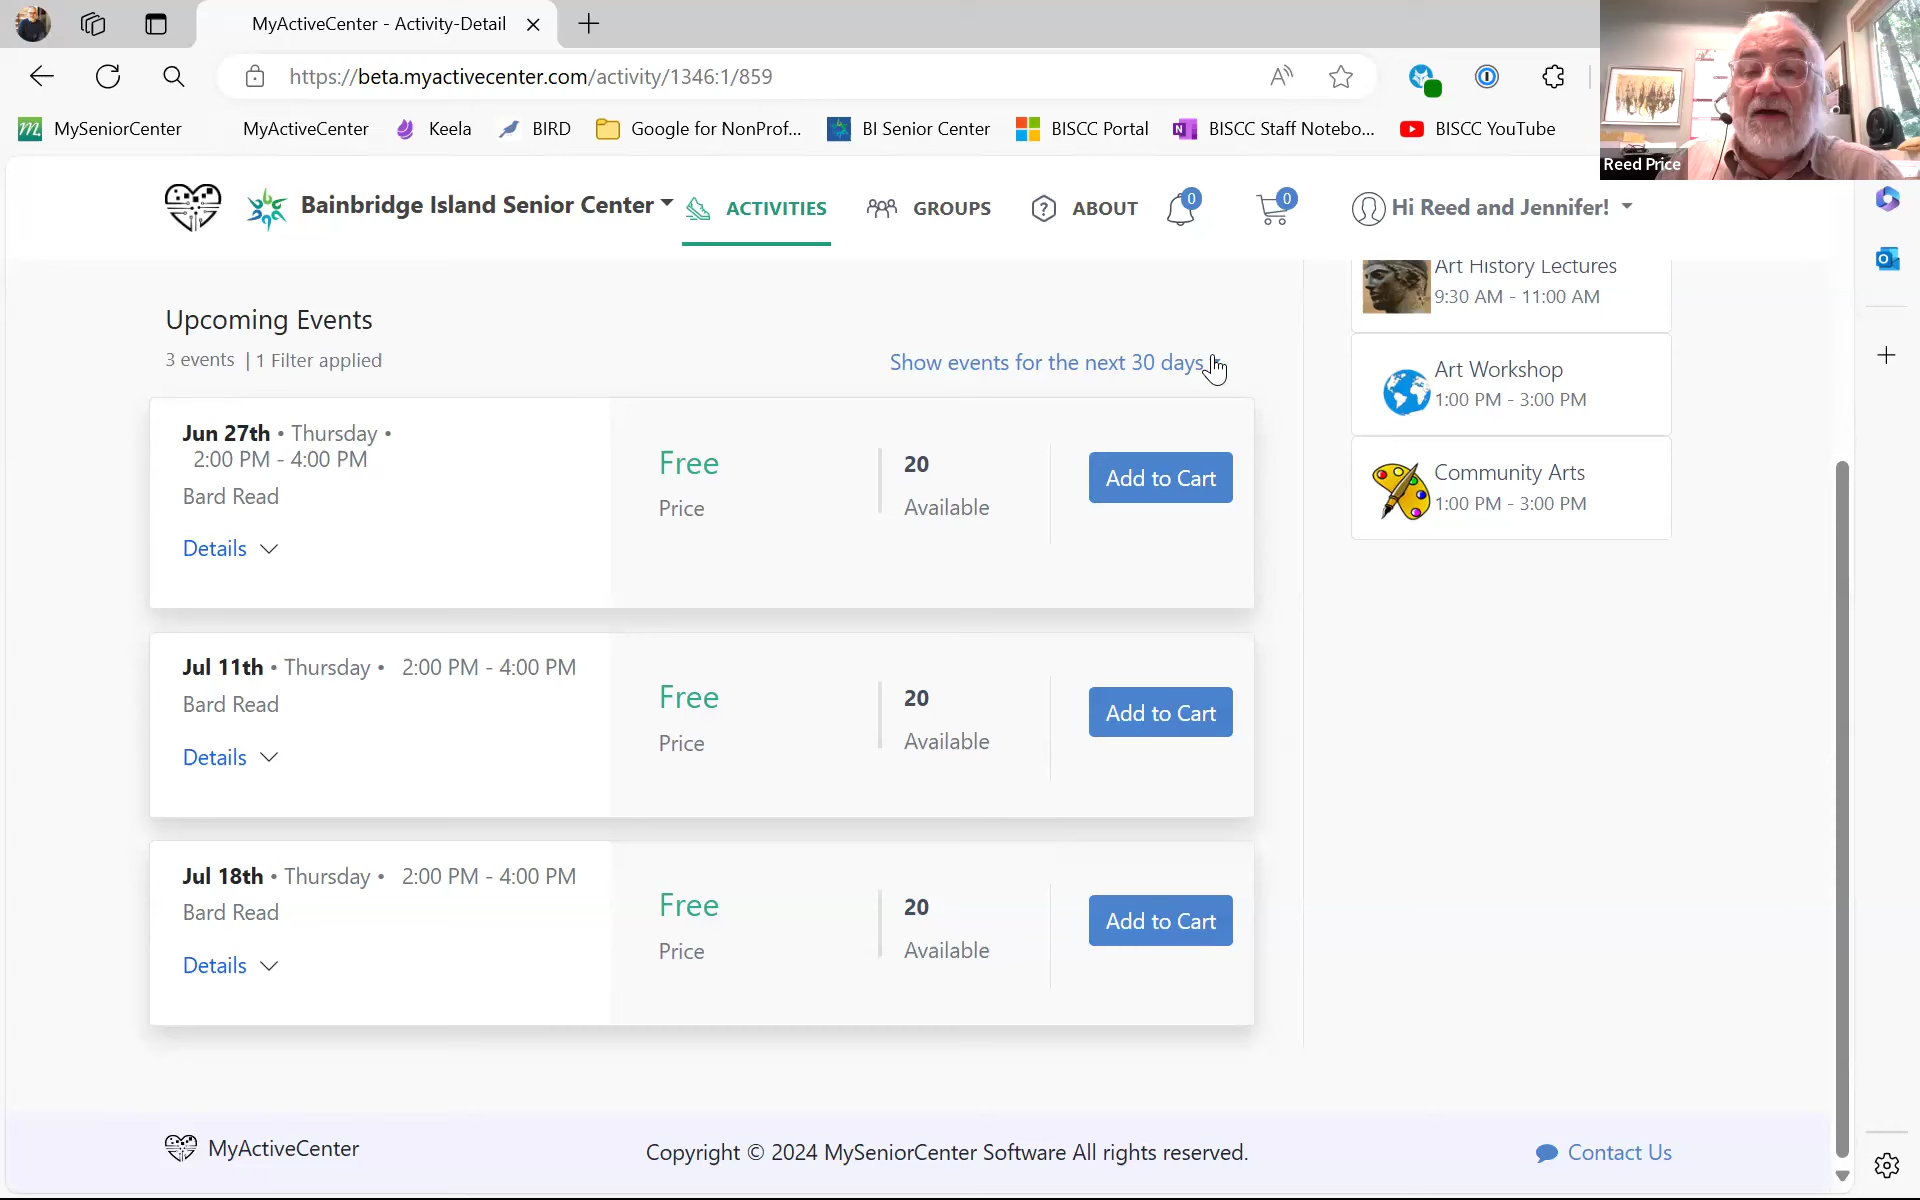 MyActiveCenter - Activity-Detail
https://beta.myactivecenter.com/activity/1346:1/859
MySeniorCenter
MyActiveCenter
Keela
BIRD
Google for NonProf...
BI Senior Center
BISCC Portal
BISCC Staff Notebo...
BISCC YouTube
Reed Price
Bainbridge Island Senior Center
ACTIVITIES
GROUPS
ABOUT
0
0
Hi Reed and Jennifer!
Upcoming Events
3 events | 1 Filter applied
Show events for the next 30 days
Jun 27th • Thursday •
2:00 PM - 4:00 PM
Bard Read
Details
Free
Price
20
Available
Add to Cart
Jul 11th • Thursday • 2:00 PM - 4:00 PM
Bard Read
Details
Free
Price
20
Available
Add to Cart
Jul 18th • Thursday • 2:00 PM - 4:00 PM
Bard Read
Details
Free
Price
20
Available
Add to Cart
Art History Lectures
9:30 AM - 11:00 AM
Art Workshop
1:00 PM - 3:00 PM
Community Arts
1:00 PM - 3:00 PM
MyActiveCenter
Copyright © 2024 MySeniorCenter Software All rights reserved.
Contact Us